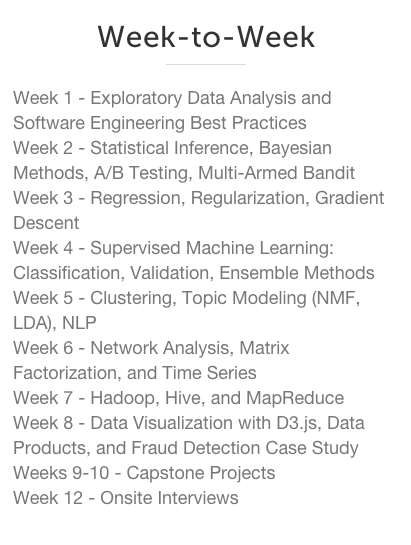 Week-to-Week
Week 1 - Exploratory Data Analysis and
Software Engineering Best Practices
Week 2 - Statistical Inference, Bayesian
Methods, A/B Testing, Multi-Armed Bandit
Week 3 - Regression, Regularization, Gradient
Descent
Week 4 - Supervised Machine Learning:
Classification, Validation, Ensemble Methods
Week 5 - Clustering, Topic Modeling (NMF,
LDA), NLP
Week 6 - Network Analysis, Matrix
Factorization, and Time Series
Week 7 - Hadoop, Hive, and MapReduce
Week 8 - Data Visualization with D3.js, Data
Products, and Fraud Detection Case Study
Weeks 9-10 - Capstone Projects
Week 12 - Onsite Interviews